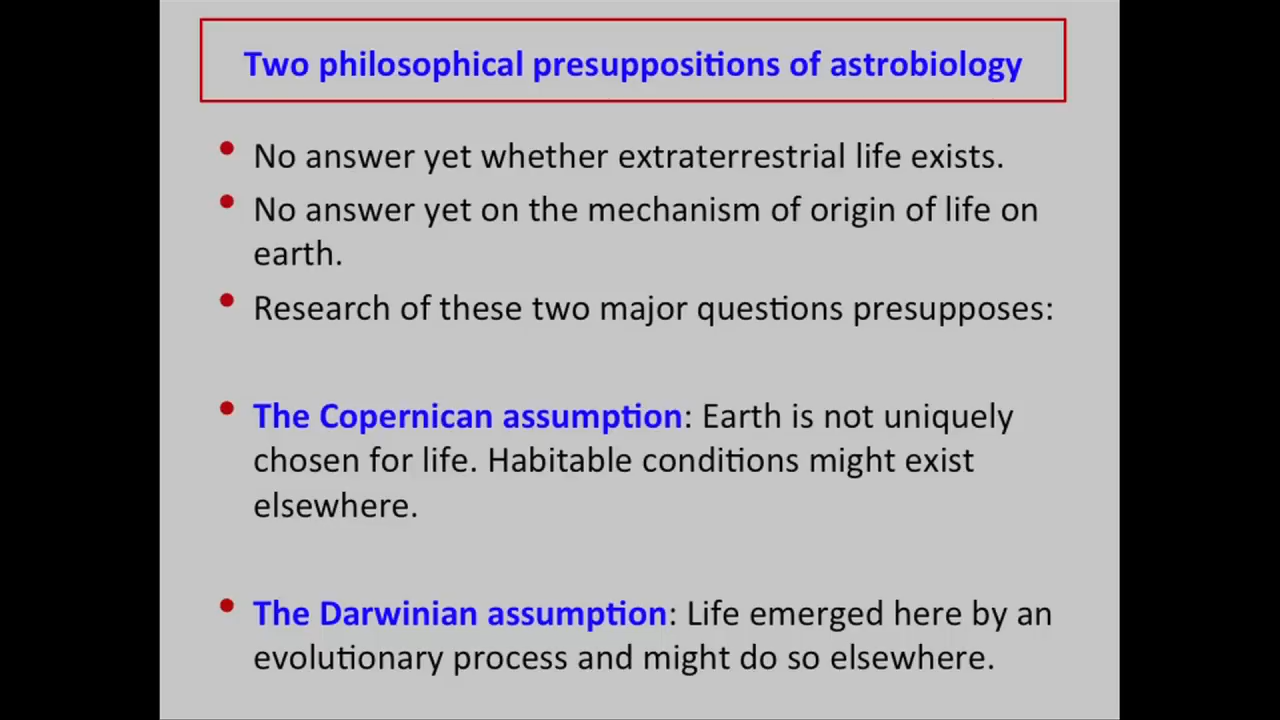 Two philosophical presuppositions of astrobiology
• No answer yet whether extraterrestrial life exists.
• No answer yet on the mechanism of origin of life on
earth.
• Research of these two major questions presupposes:
• The Copernican assumption: Earth is not uniquely
chosen for life. Habitable conditions might exist
elsewhere.
• The Darwinian assumption: Life emerged here by an
evolutionary process and might do so elsewhere.